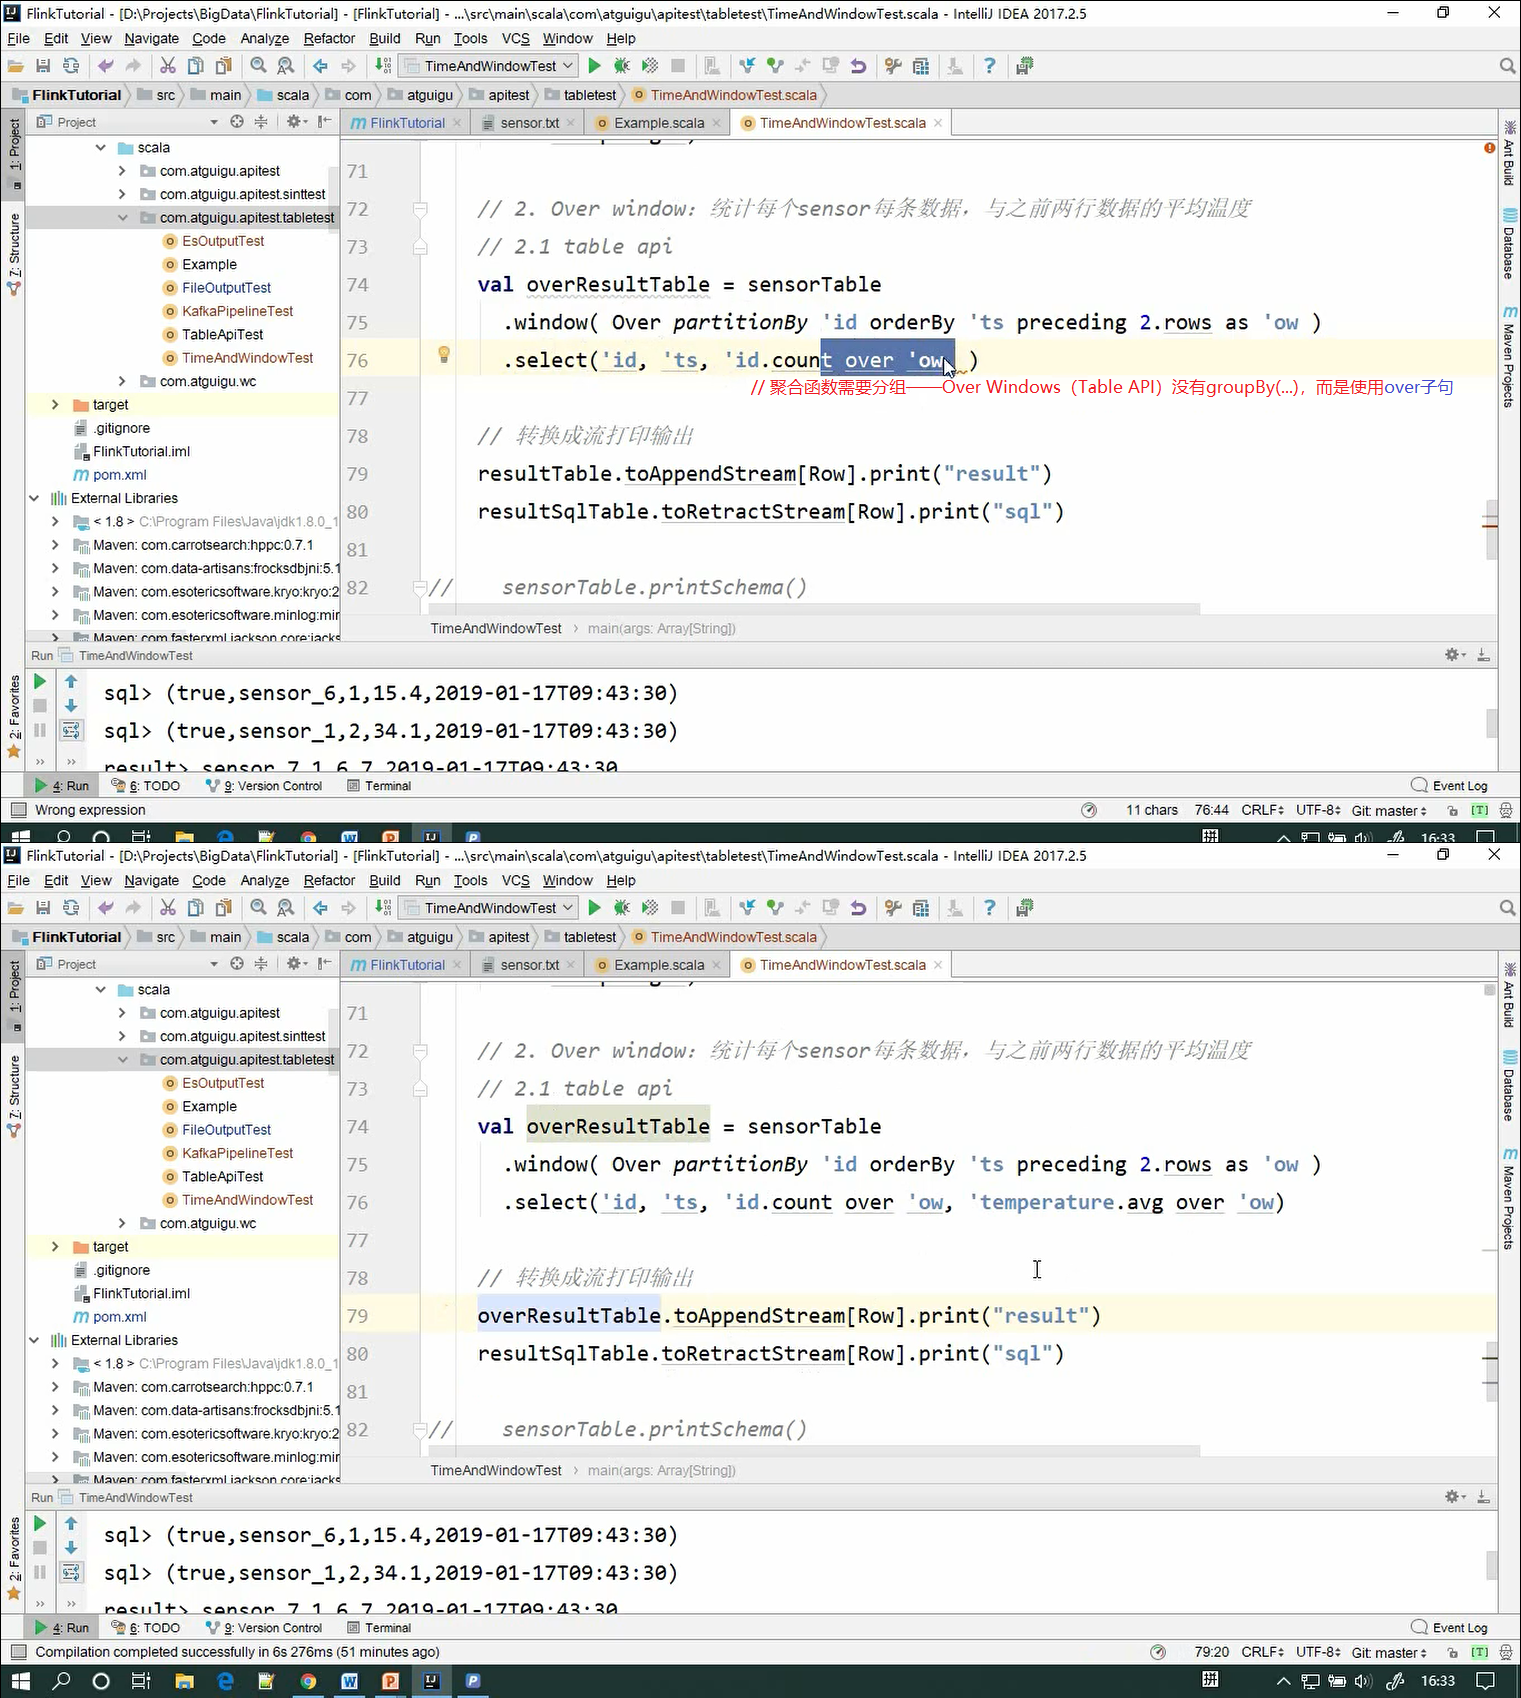 FlinkTutorial - [D:\Projects\BigData\FlinkTutorial] - [FlinkTutorial] - ...\src\main\scala\com\atguigu\apitest\tabletest\TimeAndWindowTest.scala - IntelliJ IDEA 2017.2.5
File Edit View Navigate Code Analyze Refactor Build Run Tools VCS Window Help
TimeAndWindowTest
FlinkTutorial src main scala com atguigu apitest tabletest TimeAndWindowTest.scala
Project FlinkTutorial sensor.txt Example.scala TimeAndWindowTest.scala
1: Project
7: Structure
2: Favorites
Ant Build
Database
Maven Projects
scala
com.atguigu.apitest
com.atguigu.apitest.sinttest
com.atguigu.apitest.tabletest
EsOutputTest
Example
FileOutputTest
KafkaPipelineTest
TableApiTest
TimeAndWindowTest
com.atguigu.wc
target
.gitignore
FlinkTutorial.iml
pom.xml
External Libraries
< 1.8 > C:\Program Files\Java\jdk1.8.0_1
Maven: com.carrotsearch:hppc:0.7.1
Maven: com.data-artisans:frocksdbjni:5.1
Maven: com.esotericsoftware.kryo:kryo:2
Maven: com.esotericsoftware.minlog:mir
Maven: com.fasterxml.jackson.core:jacks
71
72 // 2. Over window: 统计每个sensor每条数据，与之前两行数据的平均温度
73 // 2.1 table api
74 val overResultTable = sensorTable
75 .window( Over partitionBy 'id orderBy 'ts preceding 2.rows as 'ow )
76 .select('id, 'ts, 'id.count over 'ow, )
// 聚合函数需要分组——Over Windows（Table API）没有groupBy(...)，而是使用over子句
77
78 // 转换成流打印输出
79 resultTable.toAppendStream[Row].print("result")
80 resultSqlTable.toRetractStream[Row].print("sql")
81
82 // sensorTable.printSchema()
TimeAndWindowTest › main(args: Array[String])
Run TimeAndWindowTest
sql> (true,sensor_6,1,15.4,2019-01-17T09:43:30)
sql> (true,sensor_1,2,34.1,2019-01-17T09:43:30)
result> sensor_7,1,6.7,2019-01-17T09:43:30
4: Run 6: TODO 9: Version Control Terminal Event Log
Wrong expression 11 chars 76:44 CRLF UTF-8 Git: master [T]
拼 16:33
FlinkTutorial - [D:\Projects\BigData\FlinkTutorial] - [FlinkTutorial] - ...\src\main\scala\com\atguigu\apitest\tabletest\TimeAndWindowTest.scala - IntelliJ IDEA 2017.2.5
File Edit View Navigate Code Analyze Refactor Build Run Tools VCS Window Help
TimeAndWindowTest
FlinkTutorial src main scala com atguigu apitest tabletest TimeAndWindowTest.scala
Project FlinkTutorial sensor.txt Example.scala TimeAndWindowTest.scala
1: Project
7: Structure
2: Favorites
Ant Build
Database
Maven Projects
scala
com.atguigu.apitest
com.atguigu.apitest.sinttest
com.atguigu.apitest.tabletest
EsOutputTest
Example
FileOutputTest
KafkaPipelineTest
TableApiTest
TimeAndWindowTest
com.atguigu.wc
target
.gitignore
FlinkTutorial.iml
pom.xml
External Libraries
< 1.8 > C:\Program Files\Java\jdk1.8.0_1
Maven: com.carrotsearch:hppc:0.7.1
Maven: com.data-artisans:frocksdbjni:5.1
Maven: com.esotericsoftware.kryo:kryo:2
Maven: com.esotericsoftware.minlog:mir
Maven: com.fasterxml.jackson.core:jacks
71
72 // 2. Over window: 统计每个sensor每条数据，与之前两行数据的平均温度
73 // 2.1 table api
74 val overResultTable = sensorTable
75 .window( Over partitionBy 'id orderBy 'ts preceding 2.rows as 'ow )
76 .select('id, 'ts, 'id.count over 'ow, 'temperature.avg over 'ow)
77
78 // 转换成流打印输出
79 overResultTable.toAppendStream[Row].print("result")
80 resultSqlTable.toRetractStream[Row].print("sql")
81
82 // sensorTable.printSchema()
TimeAndWindowTest › main(args: Array[String])
Run TimeAndWindowTest
sql> (true,sensor_6,1,15.4,2019-01-17T09:43:30)
sql> (true,sensor_1,2,34.1,2019-01-17T09:43:30)
result> sensor_7,1,6.7,2019-01-17T09:43:30
4: Run 6: TODO 9: Version Control Terminal Event Log
Compilation completed successfully in 6s 276ms (51 minutes ago) 79:20 CRLF UTF-8 Git: master [T]
拼 16:33